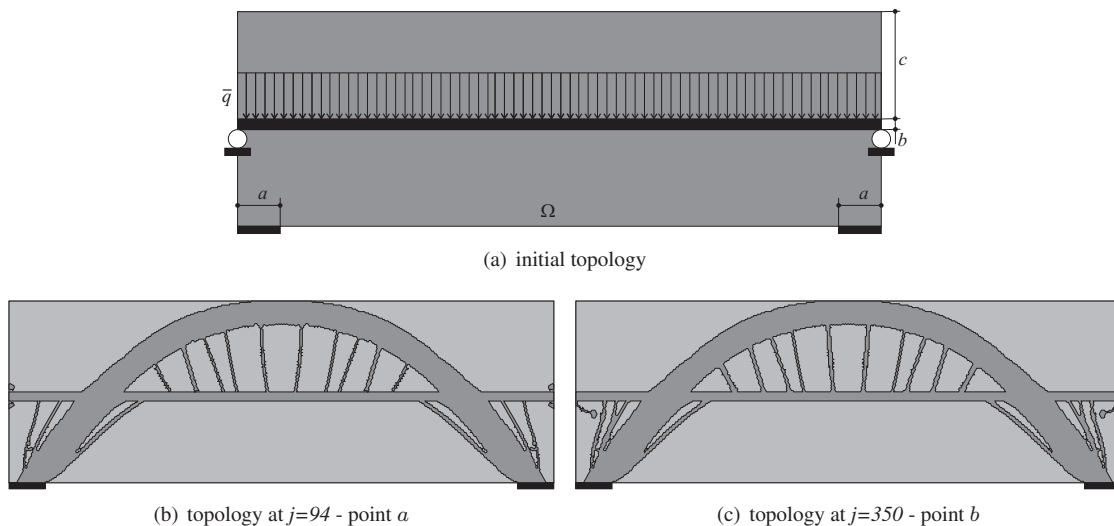 c
q̅
b
a
a
Ω
(a) initial topology
(b) topology at j=94 - point a
(c) topology at j=350 - point b